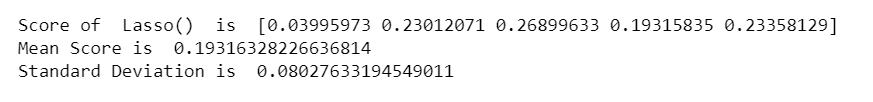 Score of  Lasso()  is  [0.03995973 0.23012071 0.26899633 0.19315835 0.23358129]
Mean Score is  0.19316328226636814
Standard Deviation is  0.08027633194549011